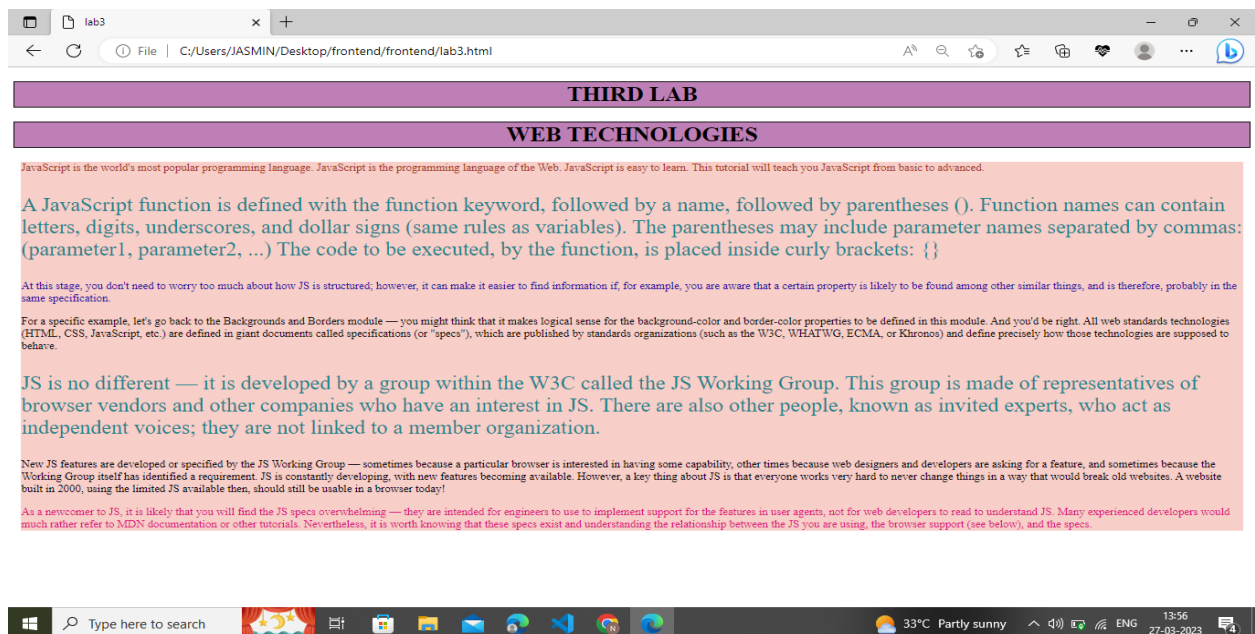 lab3
File C:/Users/JASMIN/Desktop/frontend/frontend/lab3.html
THIRD LAB
WEB TECHNOLOGIES
JavaScript is the world's most popular programming language. JavaScript is the programming language of the Web. JavaScript is easy to learn. This tutorial will teach you JavaScript from basic to advanced.
A JavaScript function is defined with the function keyword, followed by a name, followed by parentheses (). Function names can contain
letters, digits, underscores, and dollar signs (same rules as variables). The parentheses may include parameter names separated by commas:
(parameter1, parameter2, ...) The code to be executed, by the function, is placed inside curly brackets: {}
At this stage, you don't need to worry too much about how JS is structured; however, it can make it easier to find information if, for example, you are aware that a certain property is likely to be found among other similar things, and is therefore, probably in the
same specification.
For a specific example, let's go back to the Backgrounds and Borders module — you might think that it makes logical sense for the background-color and border-color properties to be defined in this module. And you'd be right. All web standards technologies
(HTML, CSS, JavaScript, etc.) are defined in giant documents called specifications (or "specs"), which are published by standards organizations (such as the W3C, WHATWG, ECMA, or Khronos) and define precisely how those technologies are supposed to
behave.
JS is no different — it is developed by a group within the W3C called the JS Working Group. This group is made of representatives of
browser vendors and other companies who have an interest in JS. There are also other people, known as invited experts, who act as
independent voices; they are not linked to a member organization.
New JS features are developed or specified by the JS Working Group — sometimes because a particular browser is interested in having some capability, other times because web designers and developers are asking for a feature, and sometimes because the
Working Group itself has identified a requirement. JS is constantly developing, with new features becoming available. However, a key thing about JS is that everyone works very hard to never change things in a way that would break old websites. A website
built in 2000, using the limited JS available then, should still be usable in a browser today!
As a newcomer to JS, it is likely that you will find the JS specs overwhelming — they are intended for engineers to use to implement support for the features in user agents, not for web developers to read to understand JS. Many experienced developers would
much rather refer to MDN documentation or other tutorials. Nevertheless, it is worth knowing that these specs exist and understanding the relationship between the JS you are using, the browser support (see below), and the specs.
Type here to search
33°C Partly sunny
ENG
13:56
27-03-2023
4